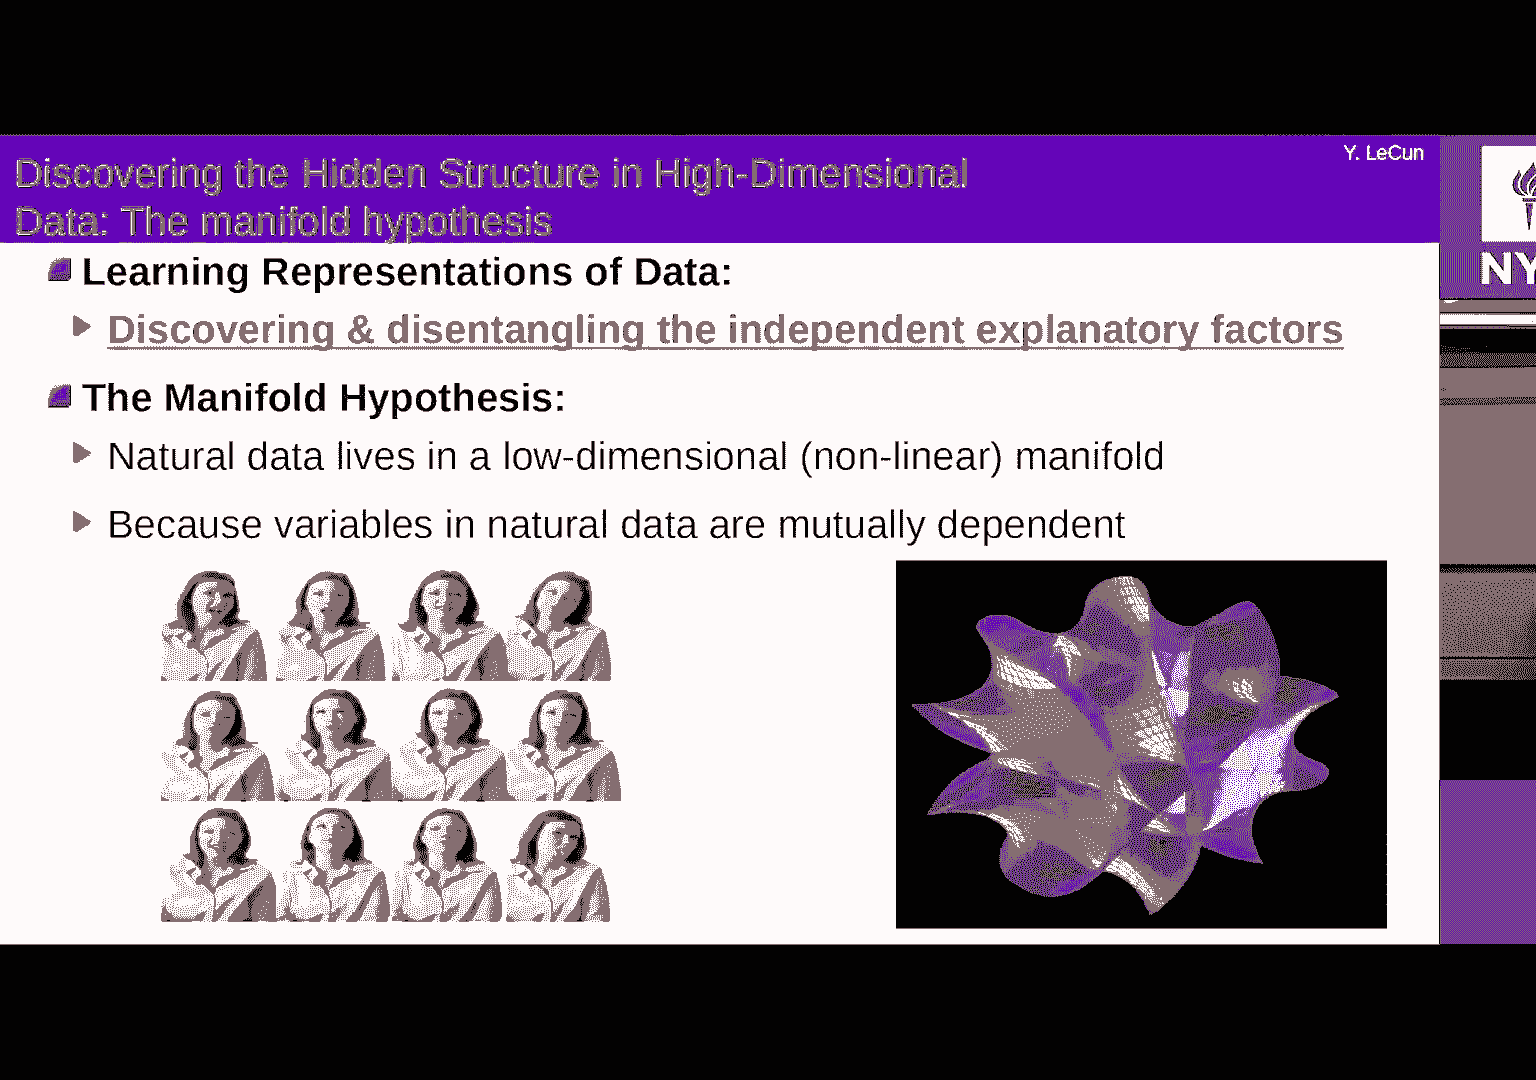 Y. LeCun
Discovering the Hidden Structure in High-Dimensional
Data: The manifold hypothesis
Learning Representations of Data:
Discovering & disentangling the independent explanatory factors
The Manifold Hypothesis:
Natural data lives in a low-dimensional (non-linear) manifold
Because variables in natural data are mutually dependent
NY